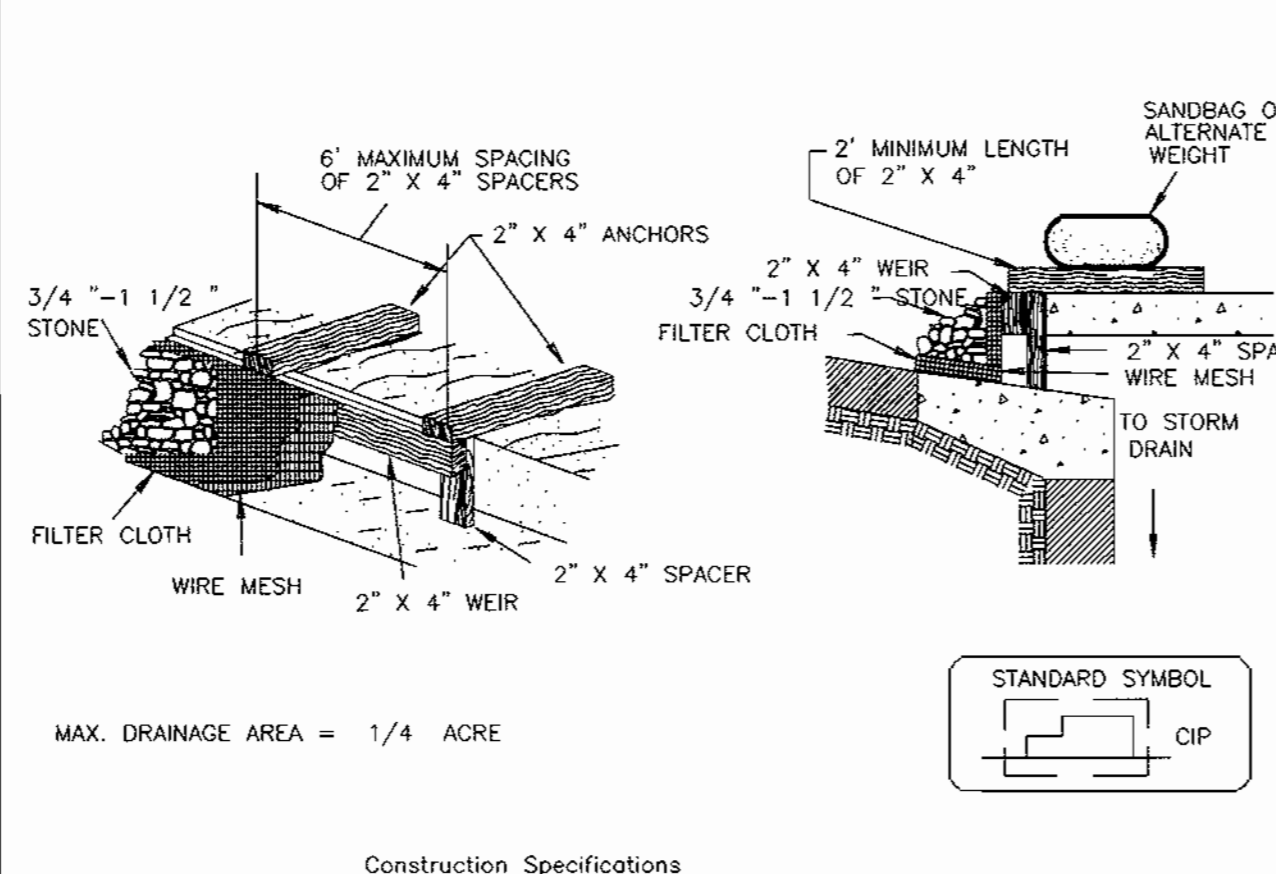 6' MAXIMUM SPACING
OF 2" X 4" SPACERS
2" X 4" ANCHORS
3/4 "-1 1/2 "
STONE
FILTER CLOTH
WIRE MESH
2" X 4" WEIR
2" X 4" SPACER
SANDBAG O
ALTERNATE
WEIGHT
2' MINIMUM LENGTH
OF 2" X 4"
2" X 4" WEIR
3/4 "-1 1/2 " STONE
FILTER CLOTH
2" X 4" SPA
WIRE MESH
TO STORM
DRAIN
STANDARD SYMBOL
CIP
MAX. DRAINAGE AREA = 1/4 ACRE
Construction Specifications